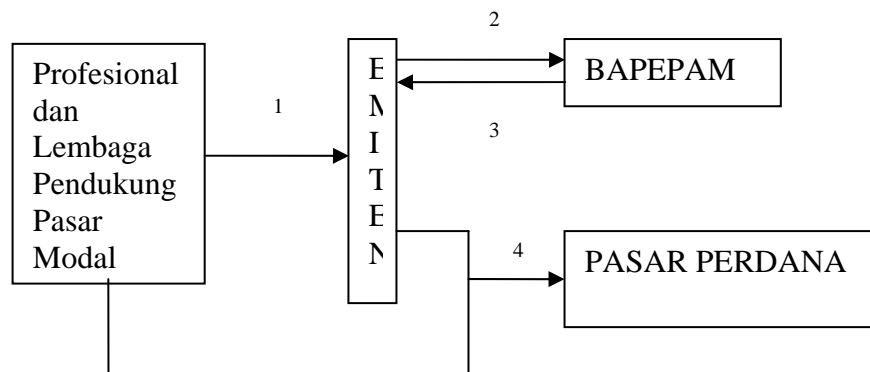 Profesional
dan
Lembaga
Pendukung
Pasar
Modal
1
E
M
I
T
E
N
2
BAPEPAM
3
4
PASAR PERDANA